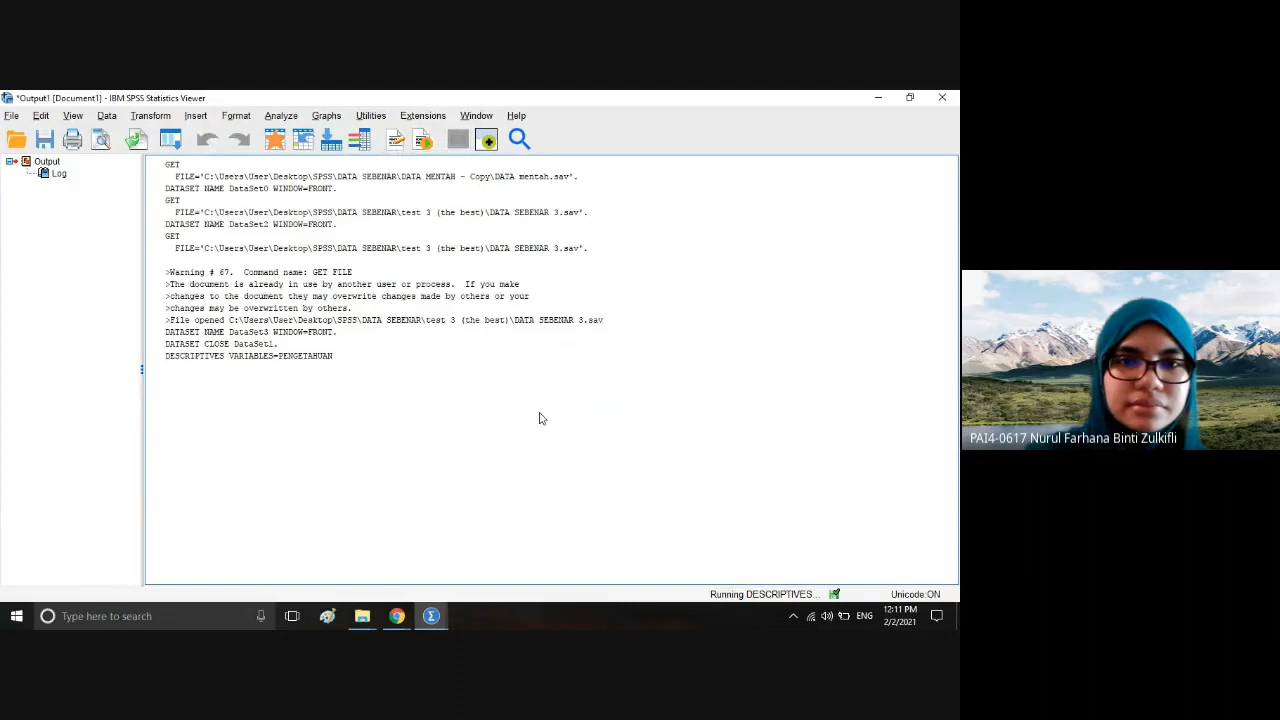 *Output1 [Document1] - IBM SPSS Statistics Viewer
File Edit View Data Transform Insert Format Analyze Graphs Utilities Extensions Window Help
Output
Log
GET
FILE='C:\Users\User\Desktop\SPSS\DATA SEBENAR\DATA MENTAH - Copy\DATA mentah.sav'.
DATASET NAME DataSet0 WINDOW=FRONT.
GET
FILE='C:\Users\User\Desktop\SPSS\DATA SEBENAR\test 3 (the best)\DATA SEBENAR 3.sav'.
DATASET NAME DataSet2 WINDOW=FRONT.
GET
FILE='C:\Users\User\Desktop\SPSS\DATA SEBENAR\test 3 (the best)\DATA SEBENAR 3.sav'.
>Warning # 67.  Command name: GET FILE
>The document is already in use by another user or process.  If you make
>changes to the document they may overwrite changes made by others or your
>changes may be overwritten by others.
>File opened C:\Users\User\Desktop\SPSS\DATA SEBENAR\test 3 (the best)\DATA SEBENAR 3.sav
DATASET NAME DataSet3 WINDOW=FRONT.
DATASET CLOSE DataSet1.
DESCRIPTIVES VARIABLES=PENGETAHUAN
PAI4-0617 Nurul Farhana Binti Zulkifli
Running DESCRIPTIVES... Unicode:ON
Type here to search
ENG
12:11 PM
2/2/2021